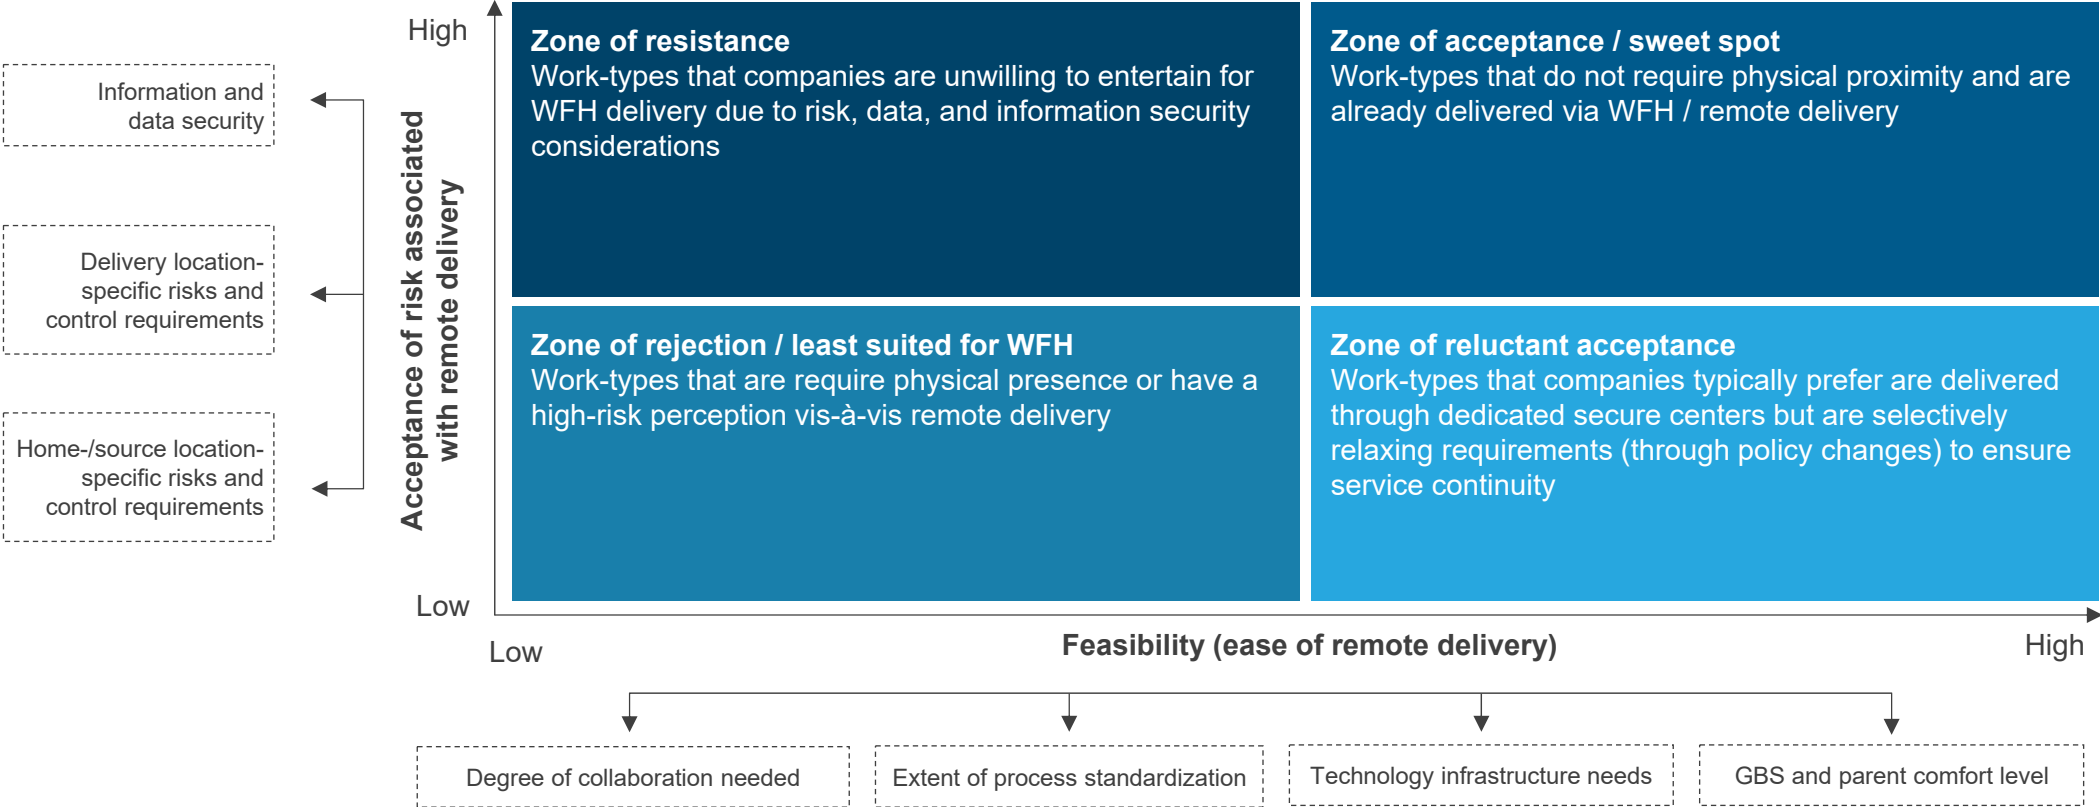 High
Information and
data security
Delivery location-
specific risks and
control requirements
Home-/source location-
specific risks and
control requirements
Acceptance of risk associated
with remote delivery
Zone of resistance
Work-types that companies are unwilling to entertain for
WFH delivery due to risk, data, and information security
considerations
Zone of acceptance / sweet spot
Work-types that do not require physical proximity and are
already delivered via WFH / remote delivery
Zone of rejection / least suited for WFH
Work-types that are require physical presence or have a
high-risk perception vis-à-vis remote delivery
Zone of reluctant acceptance
Work-types that companies typically prefer are delivered
through dedicated secure centers but are selectively
relaxing requirements (through policy changes) to ensure
service continuity
Low
Low
Feasibility (ease of remote delivery)
High
Degree of collaboration needed
Extent of process standardization
Technology infrastructure needs
GBS and parent comfort level